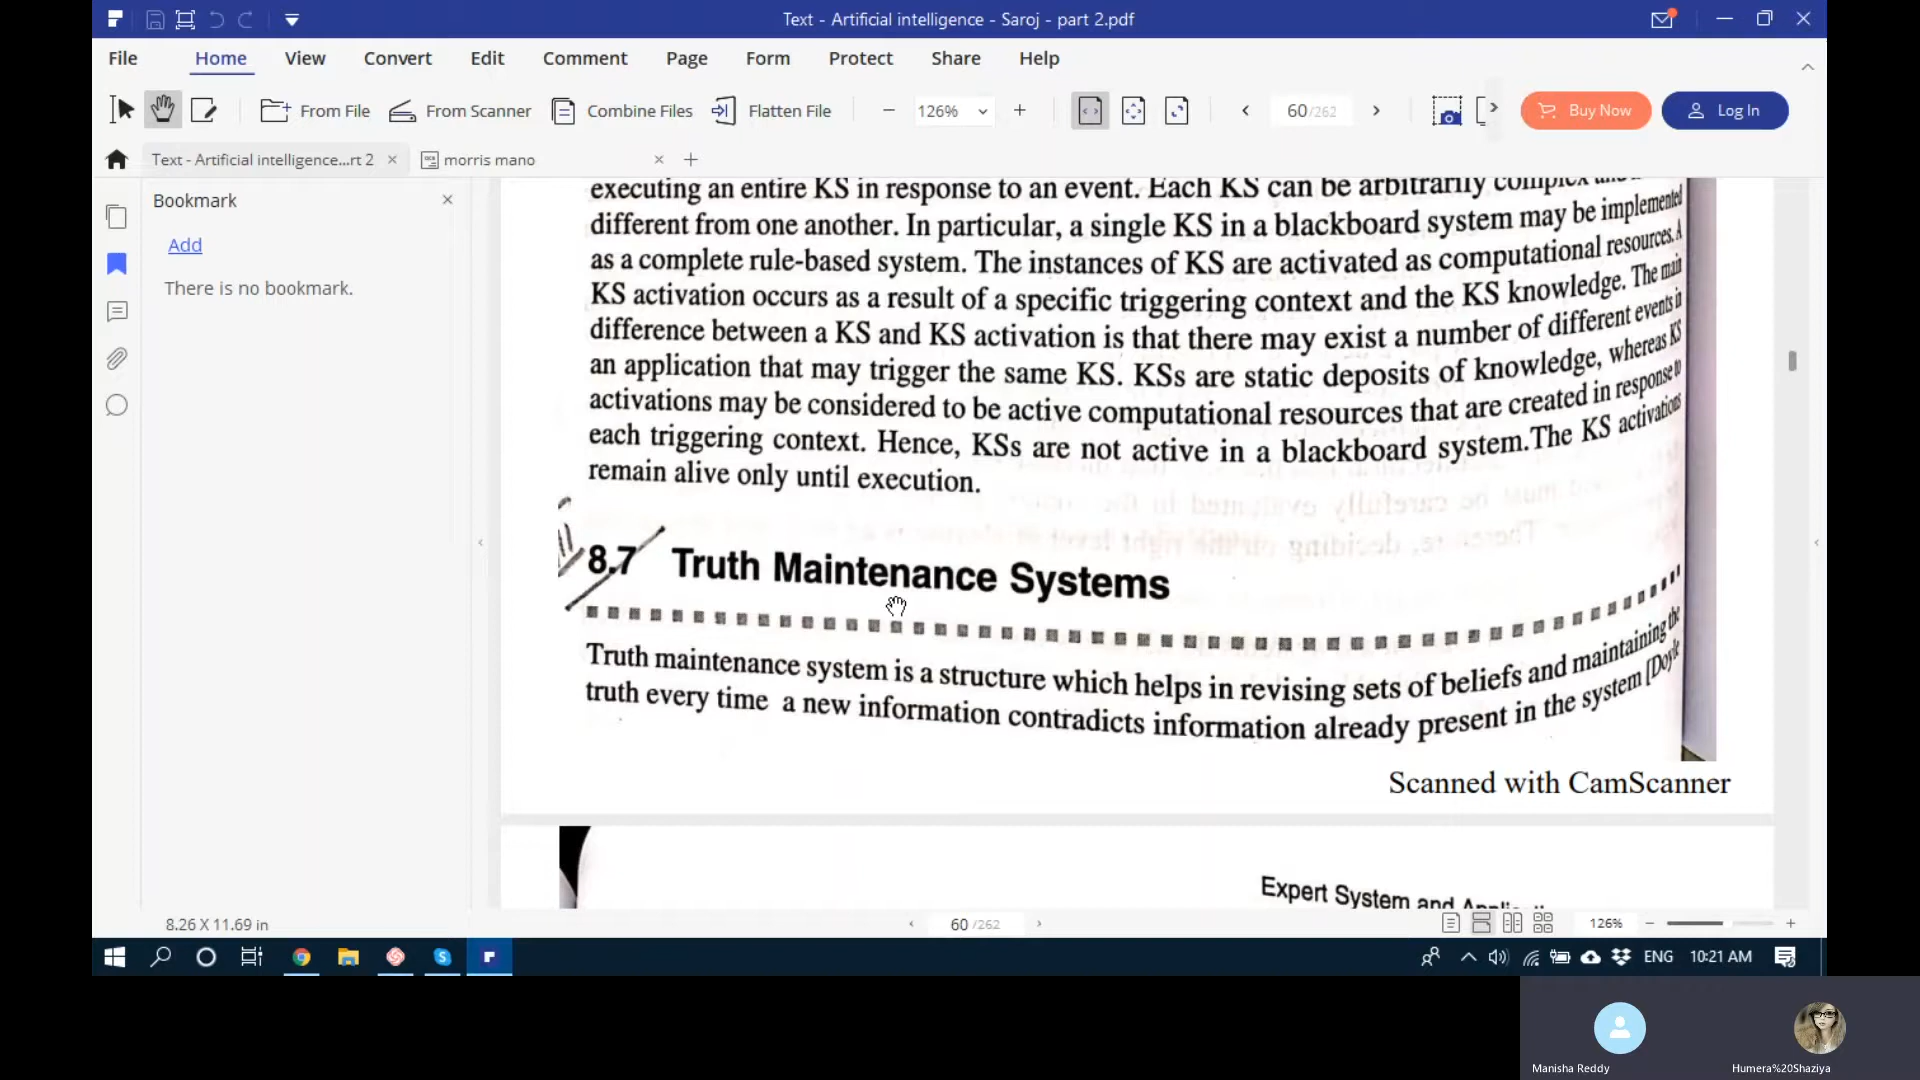 Text - Artificial intelligence - Saroj - part 2.pdf
File Home View Convert Edit Comment Page Form Protect Share Help
From File From Scanner Combine Files Flatten File 126% 60/262 Buy Now Log In
Text - Artificial intelligence...rt 2 morris mano
Bookmark
Add
There is no bookmark.
executing an entire KS in response to an event. Each KS can be arbitrarily complex
different from one another. In particular, a single KS in a blackboard system may be implemented
as a complete rule-based system. The instances of KS are activated as computational resources. A
KS activation occurs as a result of a specific triggering context and the KS knowledge. The main
difference between a KS and KS activation is that there may exist a number of different events in
an application that may trigger the same KS. KSs are static deposits of knowledge, whereas KS
activations may be considered to be active computational resources that are created in response to
each triggering context. Hence, KSs are not active in a blackboard system.The KS activations
remain alive only until execution.
8.7 Truth Maintenance Systems
Truth maintenance system is a structure which helps in revising sets of beliefs and maintaining the
truth every time a new information contradicts information already present in the system [Doyle
Scanned with CamScanner
Expert System and
8.26 X 11.69 in
60 /262
126%
ENG 10:21 AM
Manisha Reddy
Humera%20Shaziya